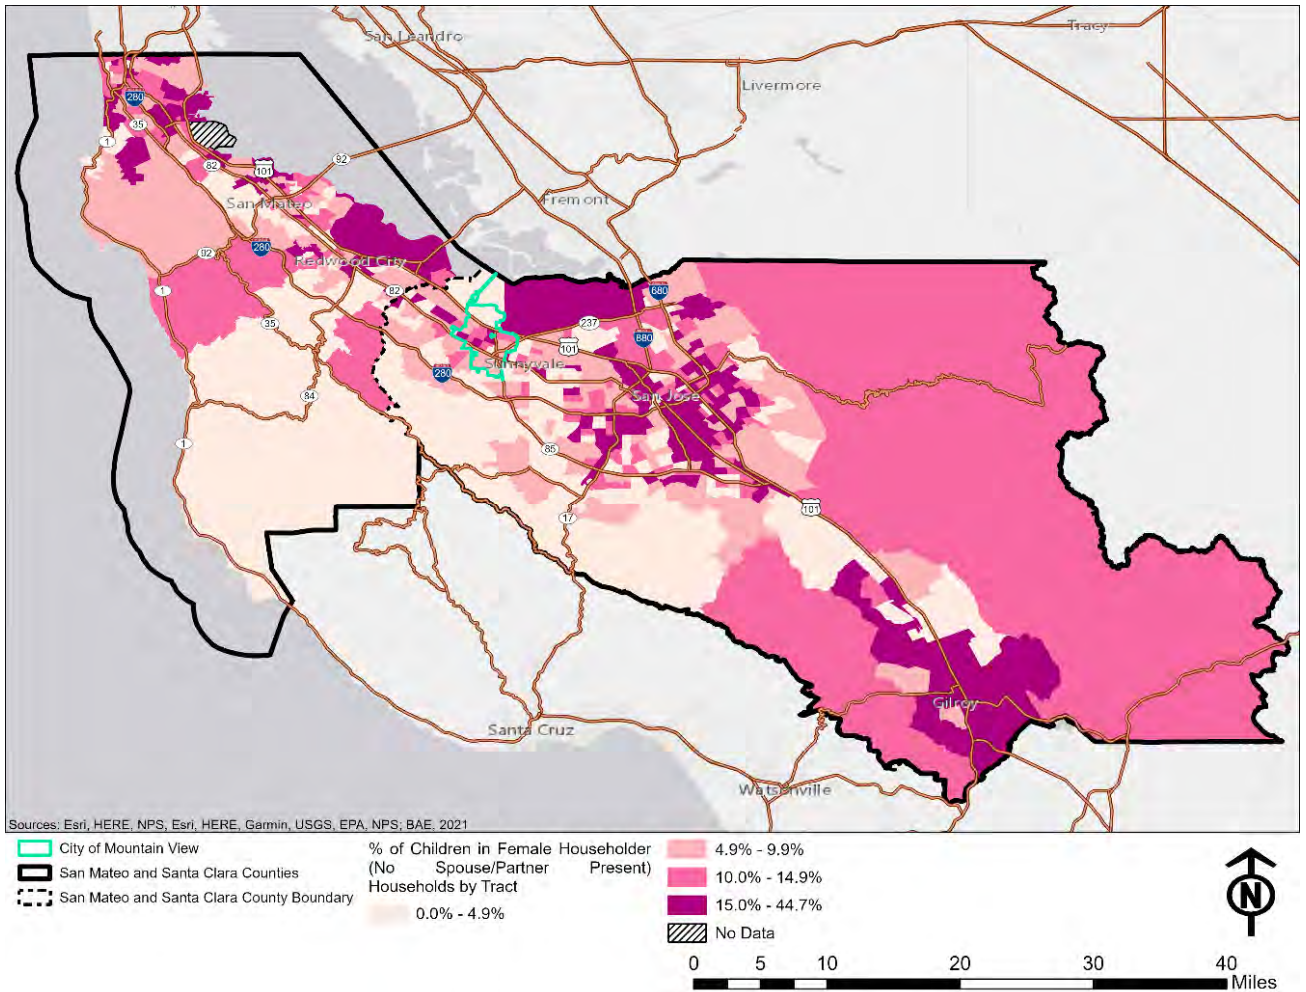 San Leandro
Tracy
Livermore
280
35
1
82
101
92
San Mateo
Fremont
92
280
Redwood City
1
82
680
35
237
101
880
Sunnyvale
280
84
San Jose
1
85
17
101
Gilroy
Santa Cruz
Watsonville
Sources: Esri, HERE, NPS, Esri, HERE, Garmin, USGS, EPA, NPS; BAE, 2021
City of Mountain View
San Mateo and Santa Clara Counties
San Mateo and Santa Clara County Boundary
% of Children in Female Householder
(No Spouse/Partner Present)
Households by Tract
0.0% - 4.9%
4.9% - 9.9%
10.0% - 14.9%
15.0% - 44.7%
No Data
N
0 5 10 20 30 40
Miles